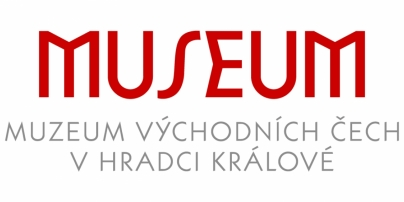 MUSEUM
MUZEUM VÝCHODNÍCH ČECH
V HRADCI KRÁLOVÉ